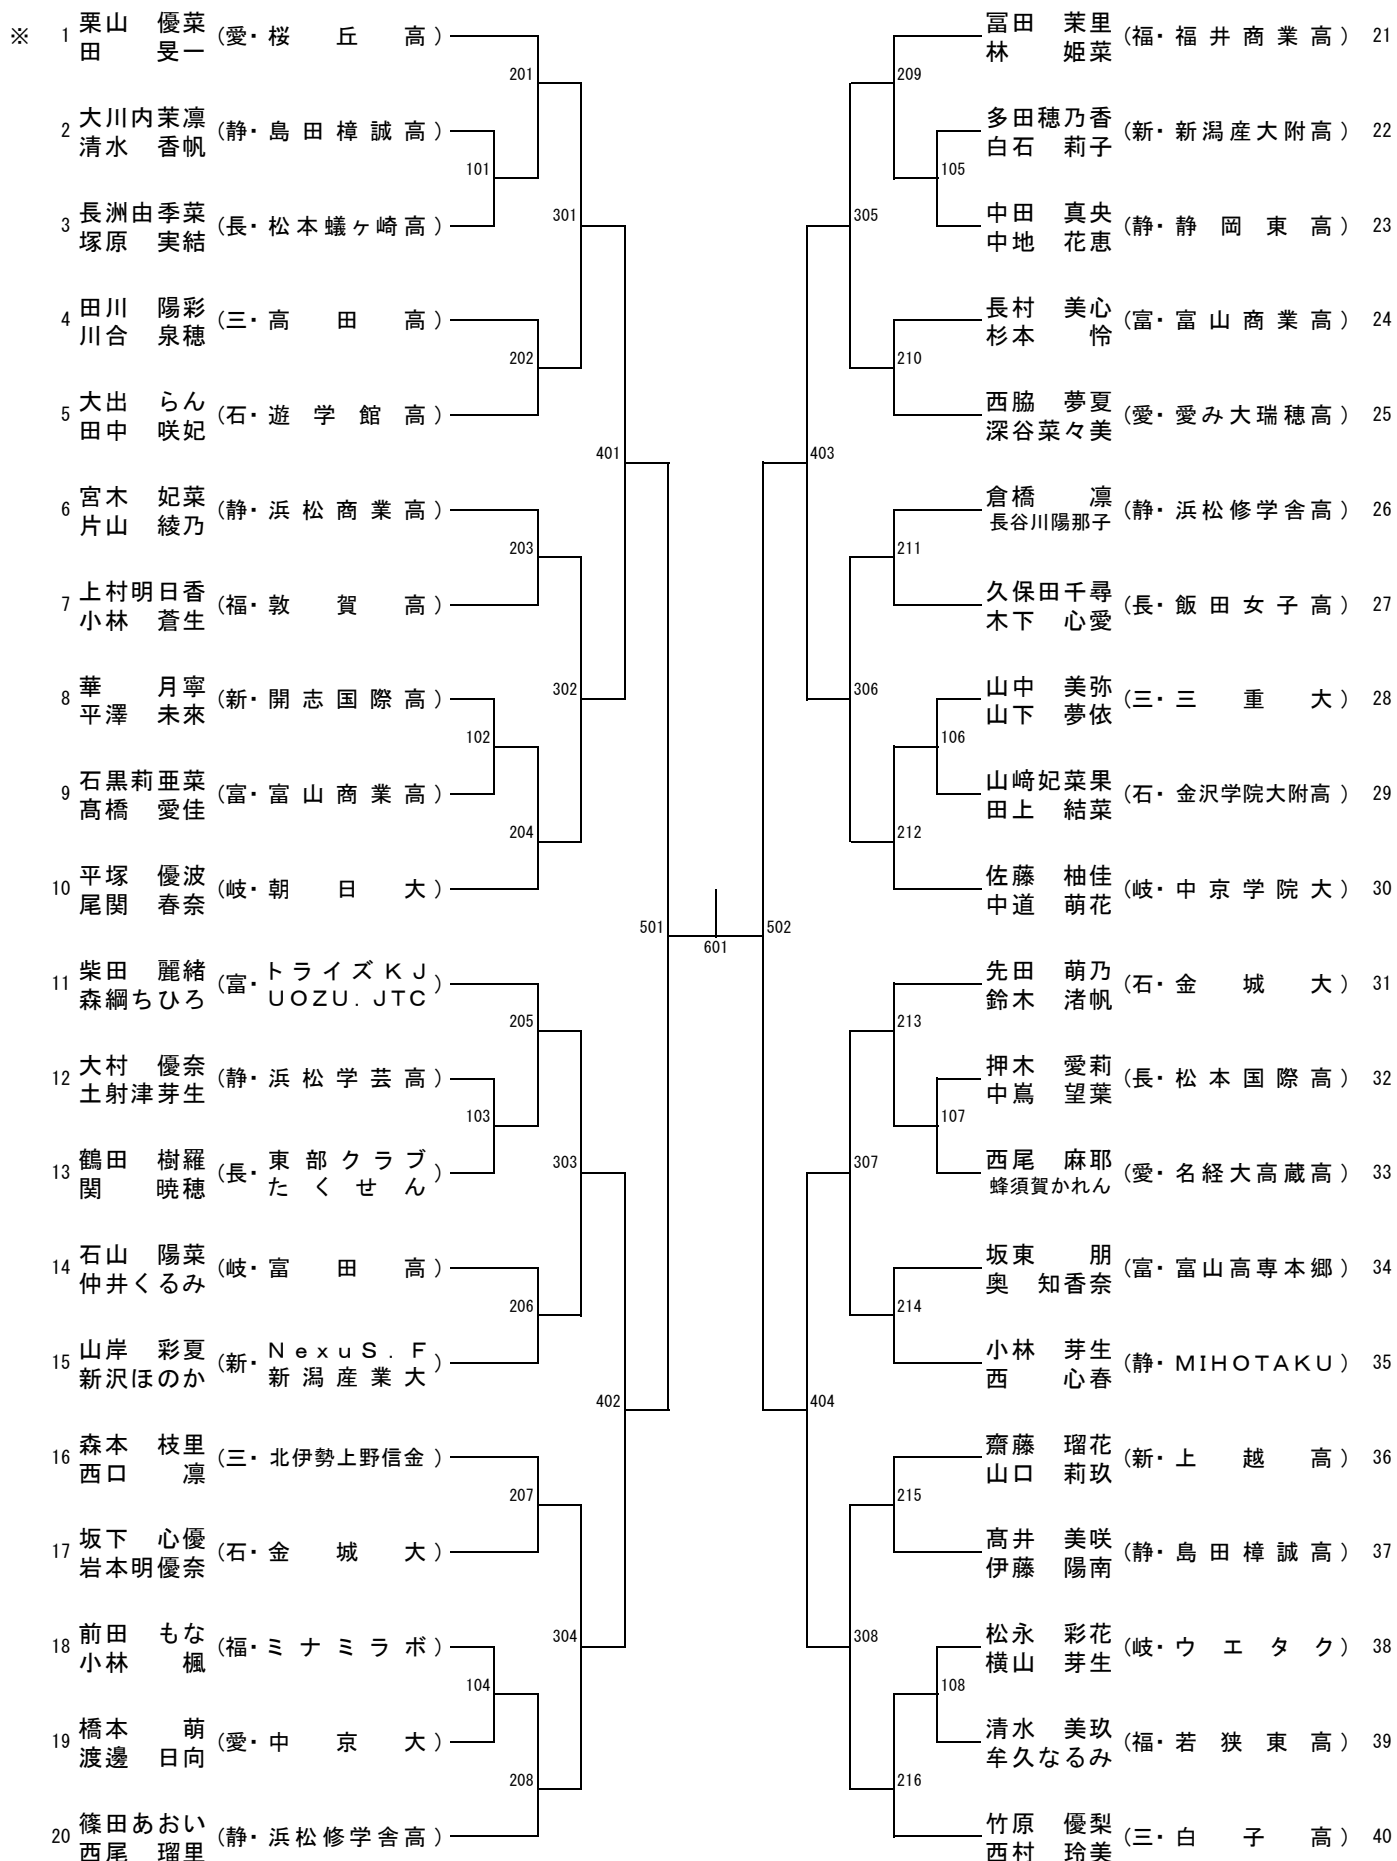 ※ 1 栗山 優菜 (愛・桜丘高)
田 旻一
201
2 大川内茉凛 (静・島田樟誠高)
清水 香帆
101
3 長洲由季菜 (長・松本蟻ヶ崎高)
塚原 実結
301
4 田川 陽彩 (三・高田高)
川合 泉穂
202
5 大出 らん (石・遊学館高)
田中 咲妃
401
6 宮木 妃菜 (静・浜松商業高)
片山 綾乃
203
7 上村明日香 (福・敦賀高)
小林 蒼生
8 華 月寧 (新・開志国際高)
平澤 未來
302
102
9 石黒莉亜菜 (富・富山商業高)
髙橋 愛佳
204
10 平塚 優波 (岐・朝日大)
尾関 春奈
501
11 柴田 麗緒 (富・トライズKJ
森綱ちひろ UOZU.JTC)
205
12 大村 優奈 (静・浜松学芸高)
土射津芽生
103
13 鶴田 樹羅 (長・東部クラブ
関 暁穂 たくせん)
303
14 石山 陽菜 (岐・富田高)
仲井くるみ
206
15 山岸 彩夏 (新・NexuS.F
新沢ほのか 新潟産業大)
402
16 森本 枝里 (三・北伊勢上野信金)
西口 凛
207
17 坂下 心優 (石・金城大)
岩本明優奈
18 前田 もな (福・ミナミラボ)
小林 楓
304
104
19 橋本 萌 (愛・中京大)
渡邊 日向
208
20 篠田あおい (静・浜松修学舎高)
西尾 瑠里
601
冨田 茉里 (福・福井商業高) 21
林 姫菜
209
多田穂乃香 (新・新潟産大附高) 22
白石 莉子
105
中田 真央 (静・静岡東高) 23
中地 花恵
305
長村 美心 (富・富山商業高) 24
杉本 怜
210
西脇 夢夏 (愛・愛み大瑞穂高) 25
深谷菜々美
403
倉橋 凛 (静・浜松修学舎高) 26
長谷川陽那子
211
久保田千尋 (長・飯田女子高) 27
木下 心愛
山中 美弥 (三・三重大) 28
山下 夢依
306
106
山﨑妃菜果 (石・金沢学院大附高) 29
田上 結菜
212
佐藤 柚佳 (岐・中京学院大) 30
中道 萌花
502
先田 萌乃 (石・金城大) 31
鈴木 渚帆
213
押木 愛莉 (長・松本国際高) 32
中嶌 望葉
107
西尾 麻耶 (愛・名経大高蔵高) 33
蜂須賀かれん
307
坂東 朋 (富・富山高専本郷) 34
奥 知香奈
214
小林 芽生 (静・MIHOTAKU) 35
西 心春
404
齋藤 瑠花 (新・上越高) 36
山口 莉玖
215
髙井 美咲 (静・島田樟誠高) 37
伊藤 陽南
松永 彩花 (岐・ウエタク) 38
横山 芽生
308
108
清水 美玖 (福・若狭東高) 39
牟久なるみ
216
竹原 優梨 (三・白子高) 40
西村 玲美